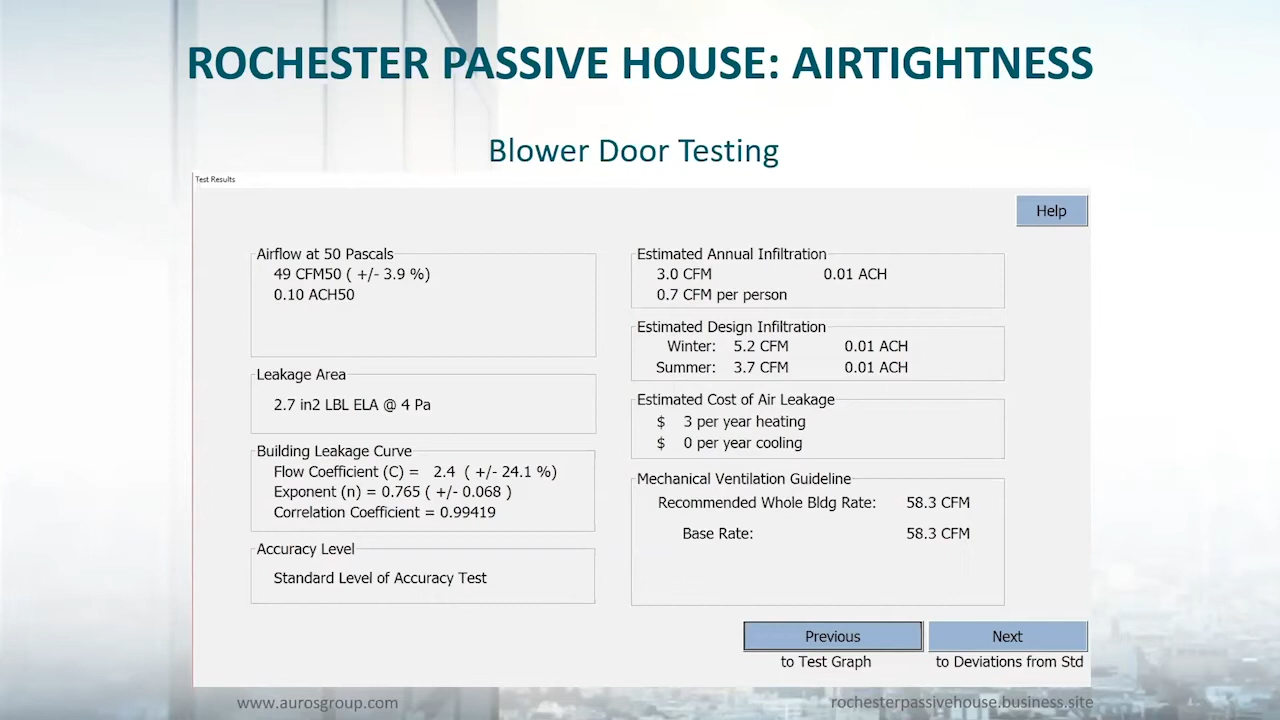 ROCHESTER PASSIVE HOUSE: AIRTIGHTNESS
Blower Door Testing
Test Results
Help
Airflow at 50 Pascals
49 CFM50 ( +/- 3.9 %)
0.10 ACH50
Leakage Area
2.7 in2 LBL ELA @ 4 Pa
Building Leakage Curve
Flow Coefficient (C) = 2.4 ( +/- 24.1 %)
Exponent (n) = 0.765 ( +/- 0.068 )
Correlation Coefficient = 0.99419
Accuracy Level
Standard Level of Accuracy Test
Estimated Annual Infiltration
3.0 CFM 0.01 ACH
0.7 CFM per person
Estimated Design Infiltration
Winter: 5.2 CFM 0.01 ACH
Summer: 3.7 CFM 0.01 ACH
Estimated Cost of Air Leakage
$ 3 per year heating
$ 0 per year cooling
Mechanical Ventilation Guideline
Recommended Whole Bldg Rate: 58.3 CFM
Base Rate: 58.3 CFM
Previous
to Test Graph
Next
to Deviations from Std
www.aurosgroup.com
rochesterpassivehouse.business.site